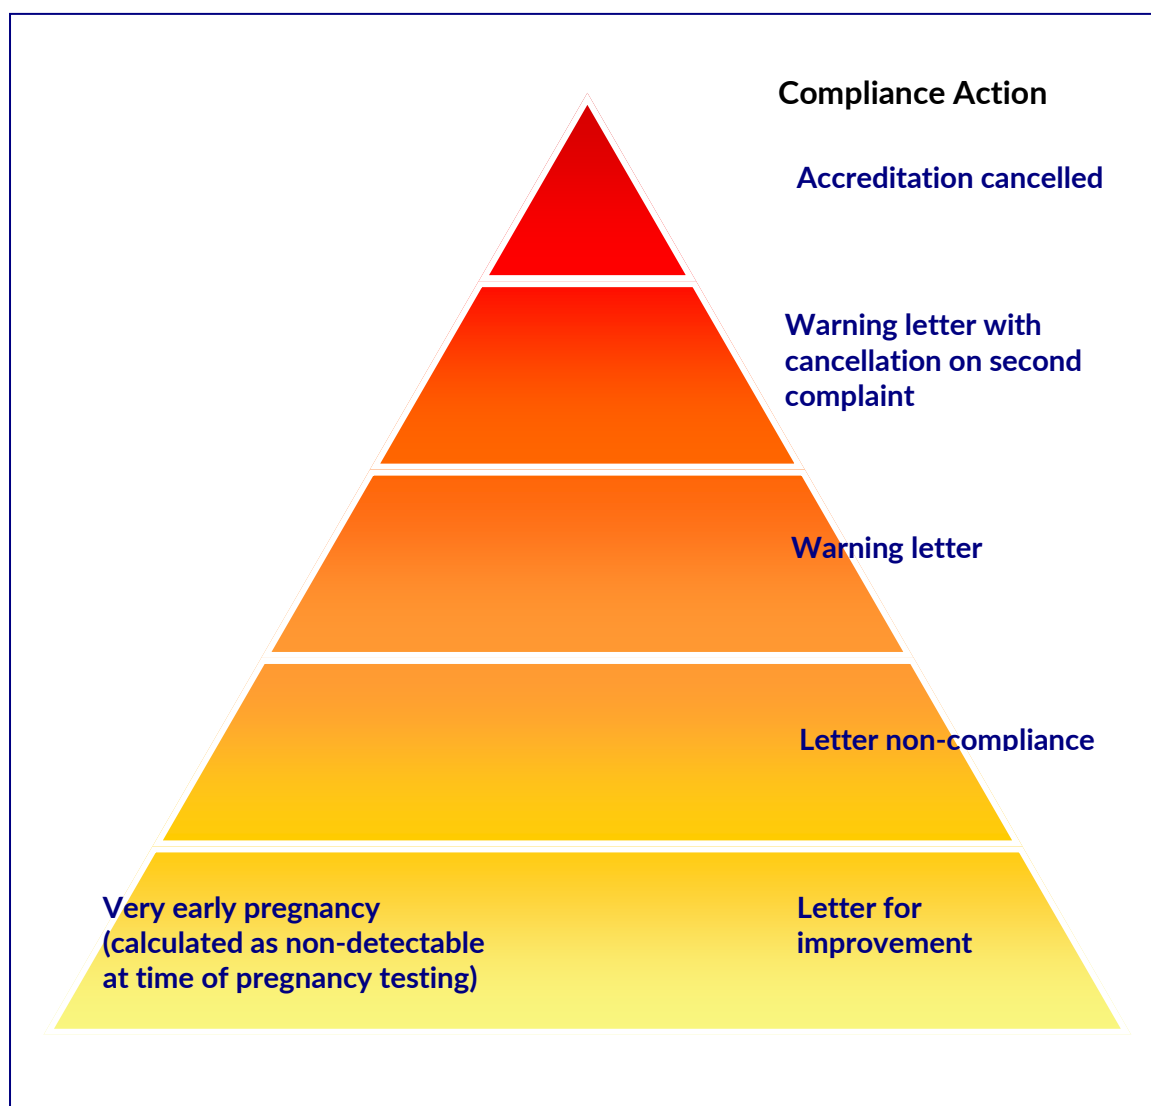 Compliance Action
Accreditation cancelled
Warning letter with
cancellation on second
complaint
Warning letter
Letter non-compliance
Very early pregnancy
(calculated as non-detectable
at time of pregnancy testing)
Letter for
improvement